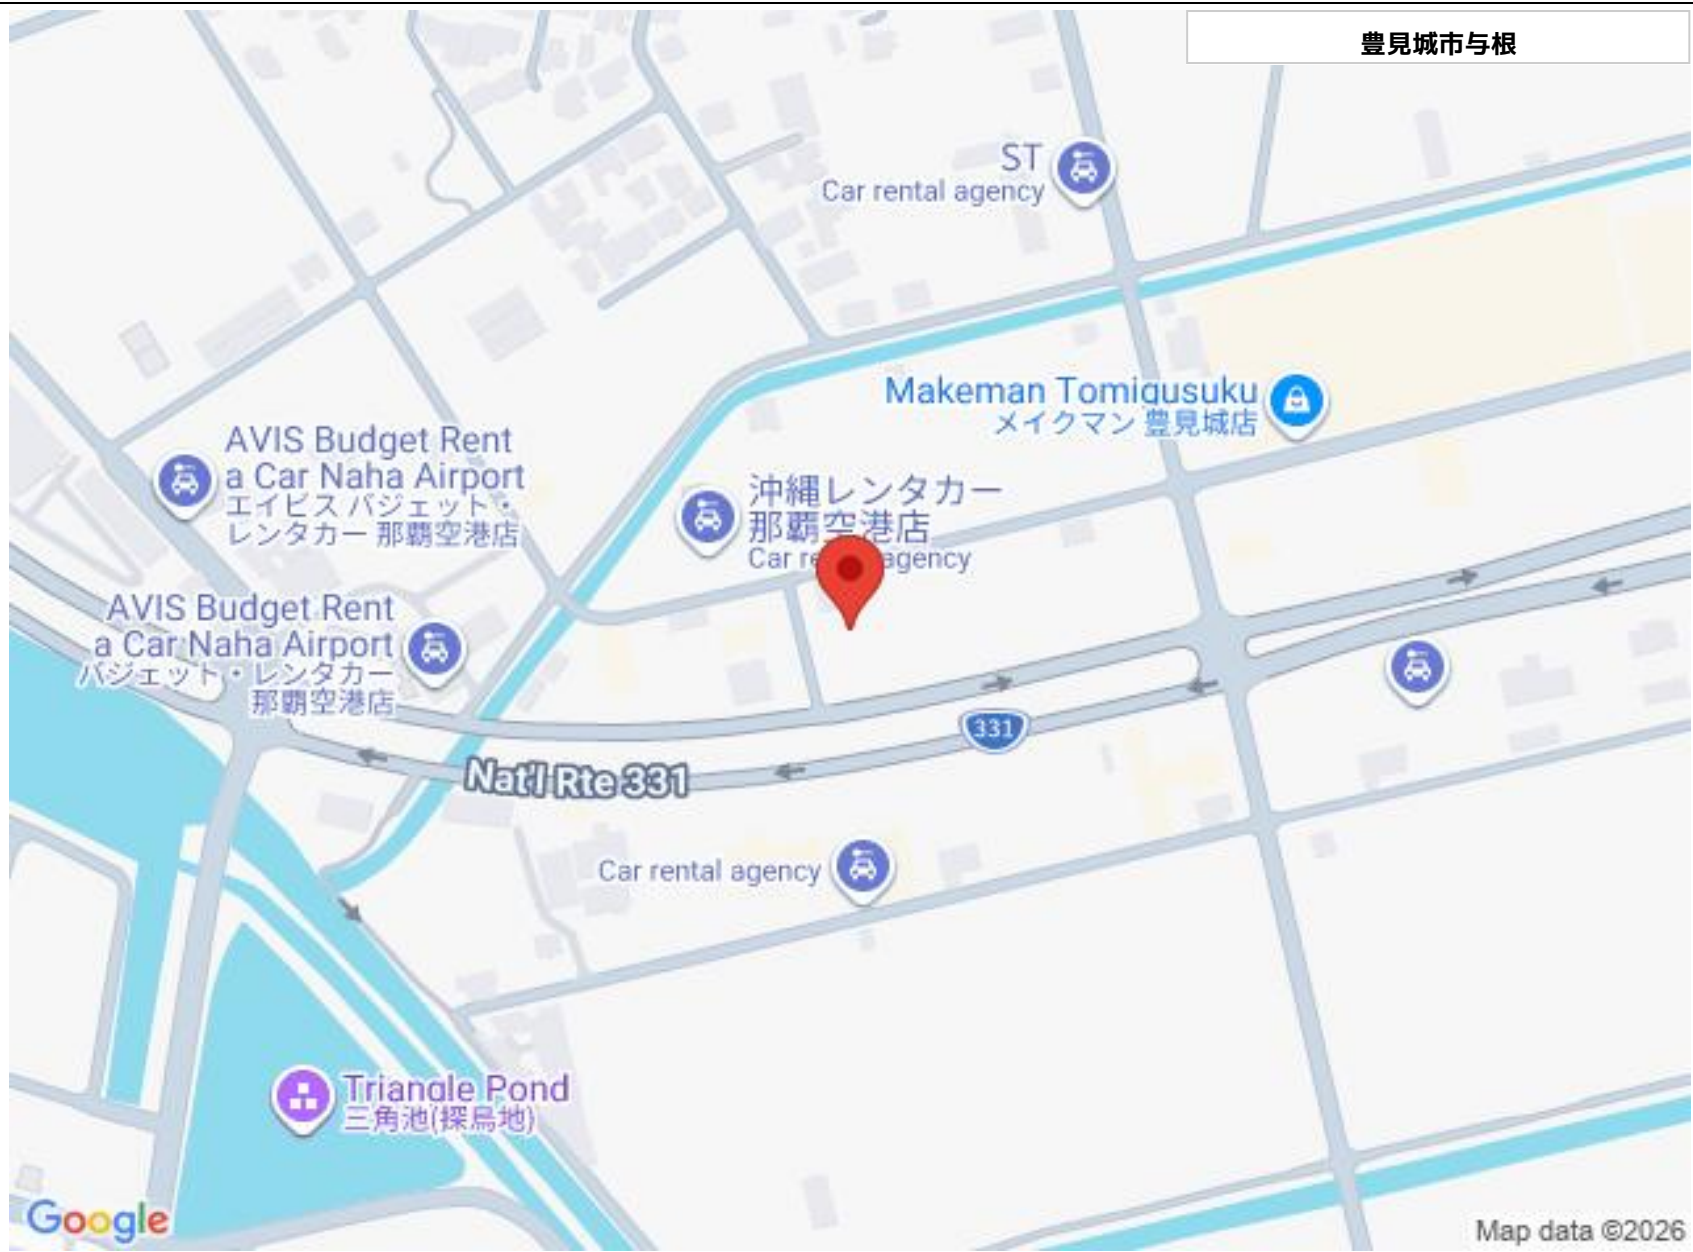 豊見城市与根
ST
Car rental agency
Makeman Tomigusuku
メイクマン 豊見城店
AVIS Budget Rent
a Car Naha Airport
エイビス バジェット・
レンタカー 那覇空港店
沖縄レンタカー
那覇空港店
Car re agency
AVIS Budget Rent
a Car Naha Airport
バジェット・レンタカー
那覇空港店
331
Nat'l Rte 331
Car rental agency
Triangle Pond
三角池(探鳥地)
Google
Map data ©2026